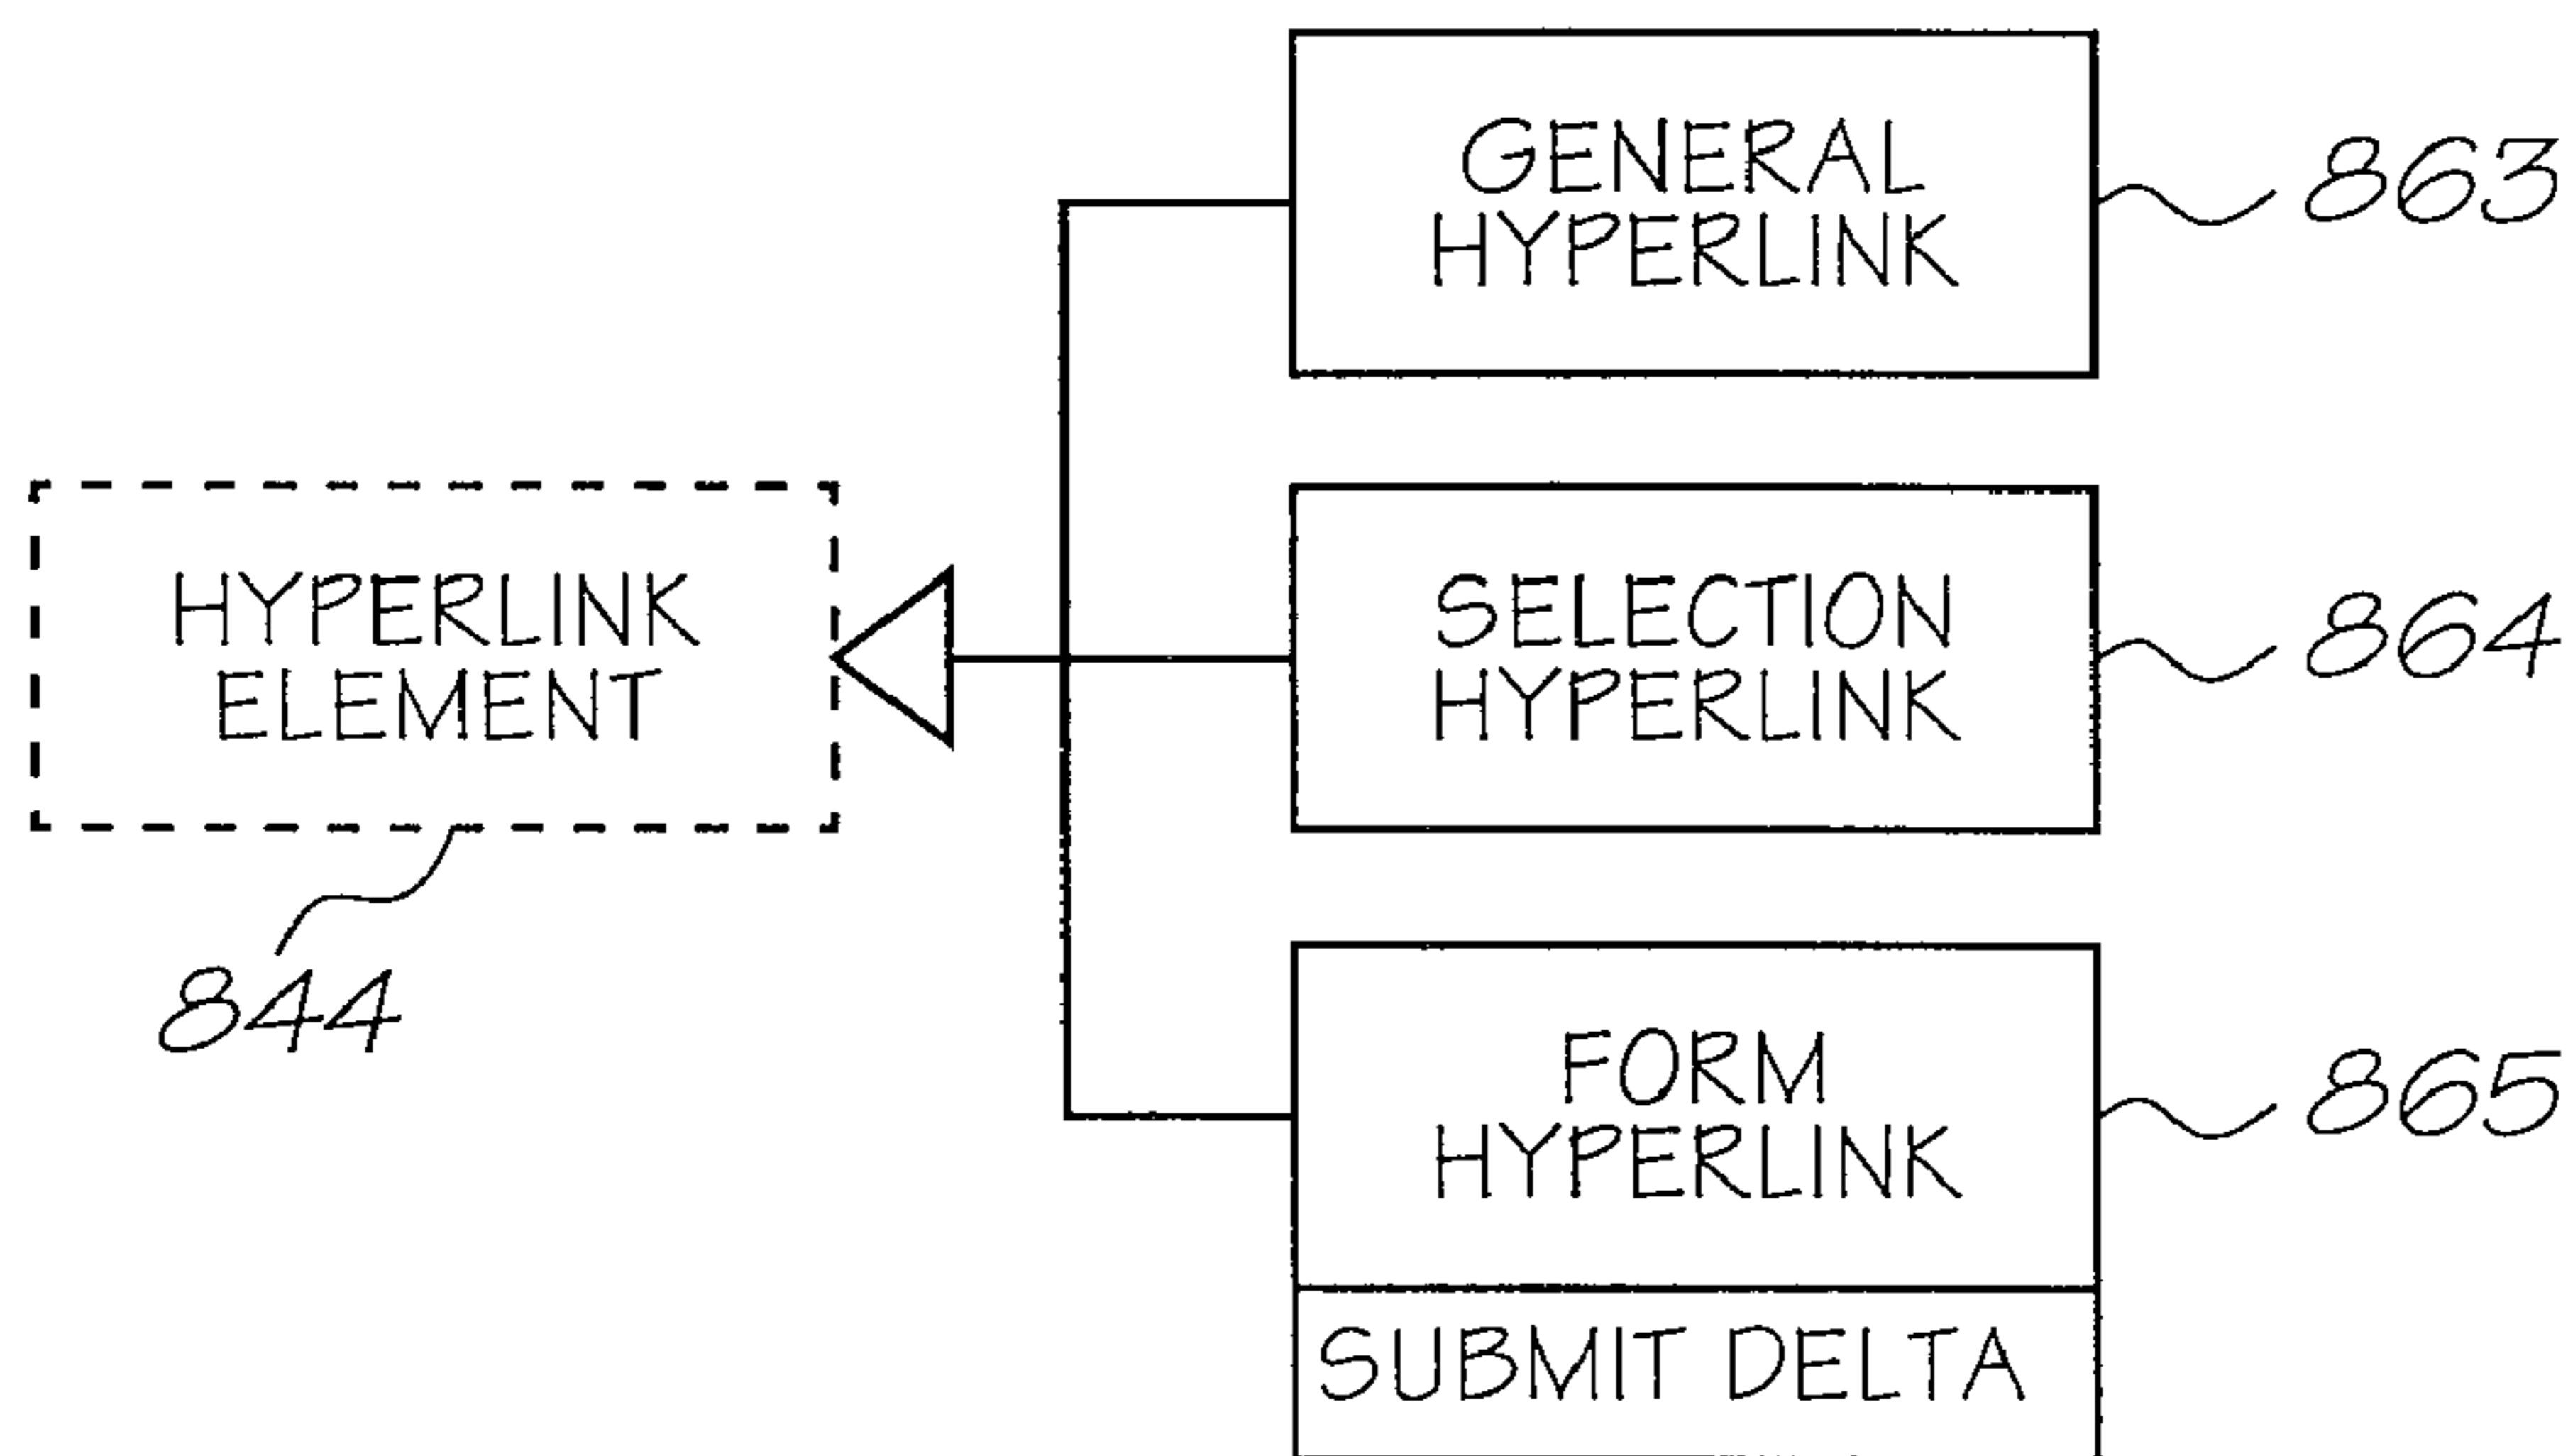 GENERAL
HYPERLINK
863
HYPERLINK
ELEMENT
844
SELECTION
HYPERLINK
864
FORM
HYPERLINK
865
SUBMIT DELTA